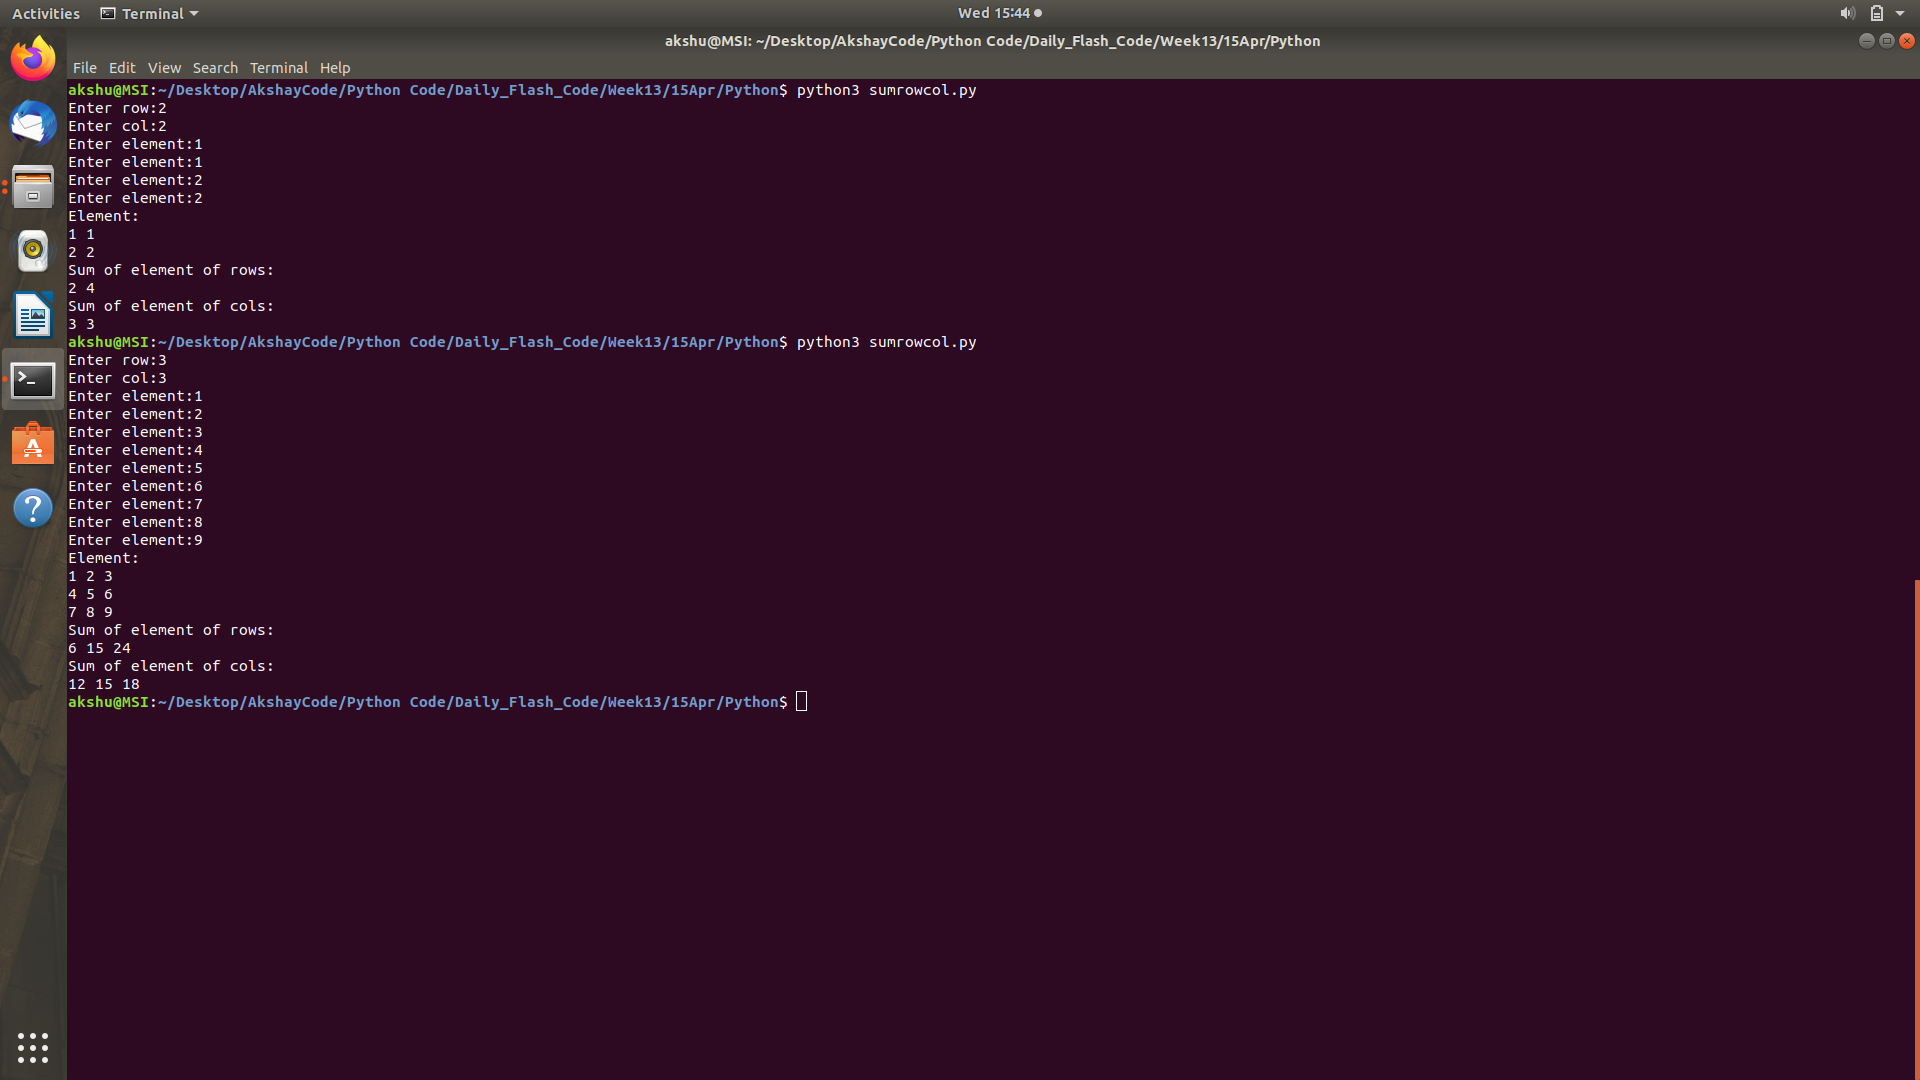 Activities Terminal Wed 15:44
akshu@MSI: ~/Desktop/AkshayCode/Python Code/Daily_Flash_Code/Week13/15Apr/Python
File Edit View Search Terminal Help
akshu@MSI:~/Desktop/AkshayCode/Python Code/Daily_Flash_Code/Week13/15Apr/Python$ python3 sumrowcol.py
Enter row:2
Enter col:2
Enter element:1
Enter element:1
Enter element:2
Enter element:2
Element:
1 1
2 2
Sum of element of rows:
2 4
Sum of element of cols:
3 3
akshu@MSI:~/Desktop/AkshayCode/Python Code/Daily_Flash_Code/Week13/15Apr/Python$ python3 sumrowcol.py
Enter row:3
Enter col:3
Enter element:1
Enter element:2
Enter element:3
Enter element:4
Enter element:5
Enter element:6
Enter element:7
Enter element:8
Enter element:9
Element:
1 2 3
4 5 6
7 8 9
Sum of element of rows:
6 15 24
Sum of element of cols:
12 15 18
akshu@MSI:~/Desktop/AkshayCode/Python Code/Daily_Flash_Code/Week13/15Apr/Python$